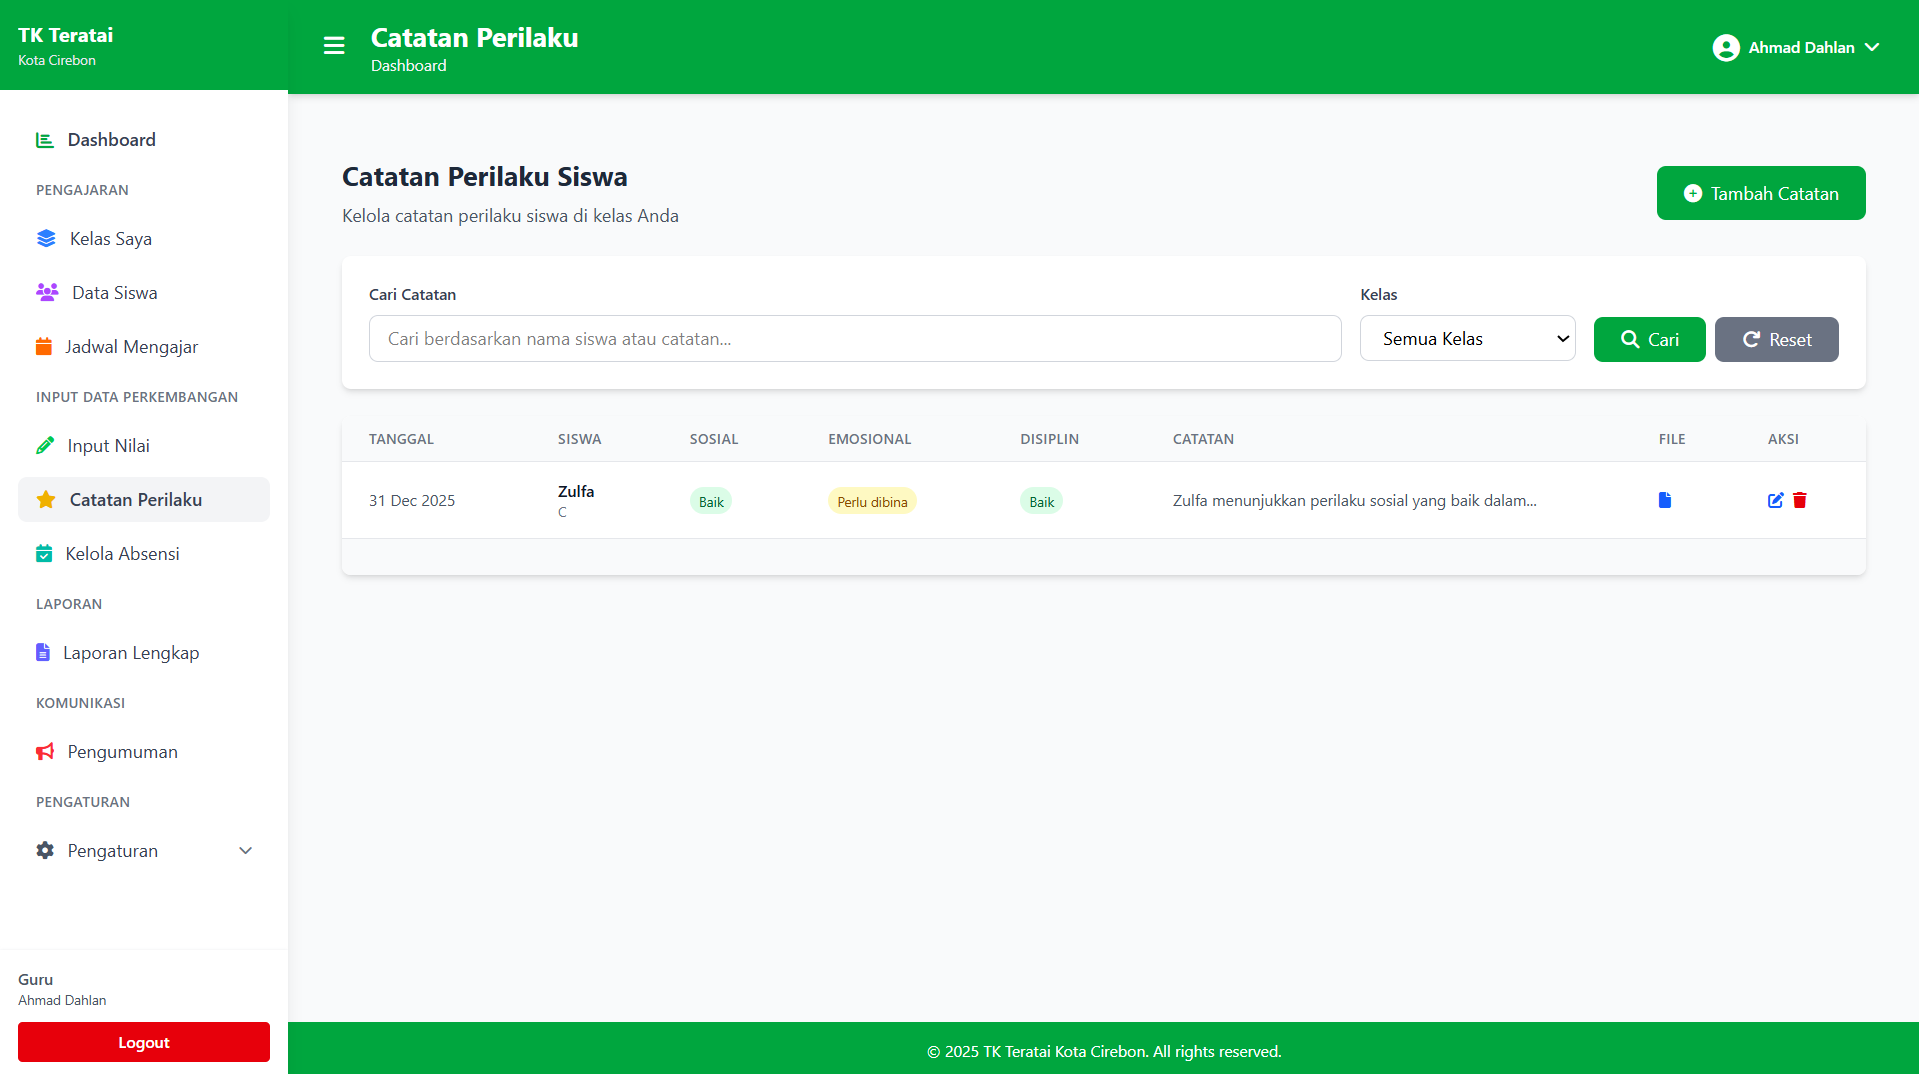 TK Teratai
Kota Cirebon
Catatan Perilaku
Dashboard
Ahmad Dahlan
Dashboard
PENGAJARAN
Kelas Saya
Data Siswa
Jadwal Mengajar
INPUT DATA PERKEMBANGAN
Input Nilai
Catatan Perilaku
Kelola Absensi
LAPORAN
Laporan Lengkap
KOMUNIKASI
Pengumuman
PENGATURAN
Pengaturan
Guru
Ahmad Dahlan
Logout
Catatan Perilaku Siswa
Kelola catatan perilaku siswa di kelas Anda
Tambah Catatan
Cari Catatan
Cari berdasarkan nama siswa atau catatan...
Kelas
Semua Kelas
Cari
Reset
TANGGAL SISWA SOSIAL EMOSIONAL DISIPLIN CATATAN FILE AKSI
31 Dec 2025 Zulfa Baik Perlu dibina Baik Zulfa menunjukkan perilaku sosial yang baik dalam...
C
© 2025 TK Teratai Kota Cirebon. All rights reserved.